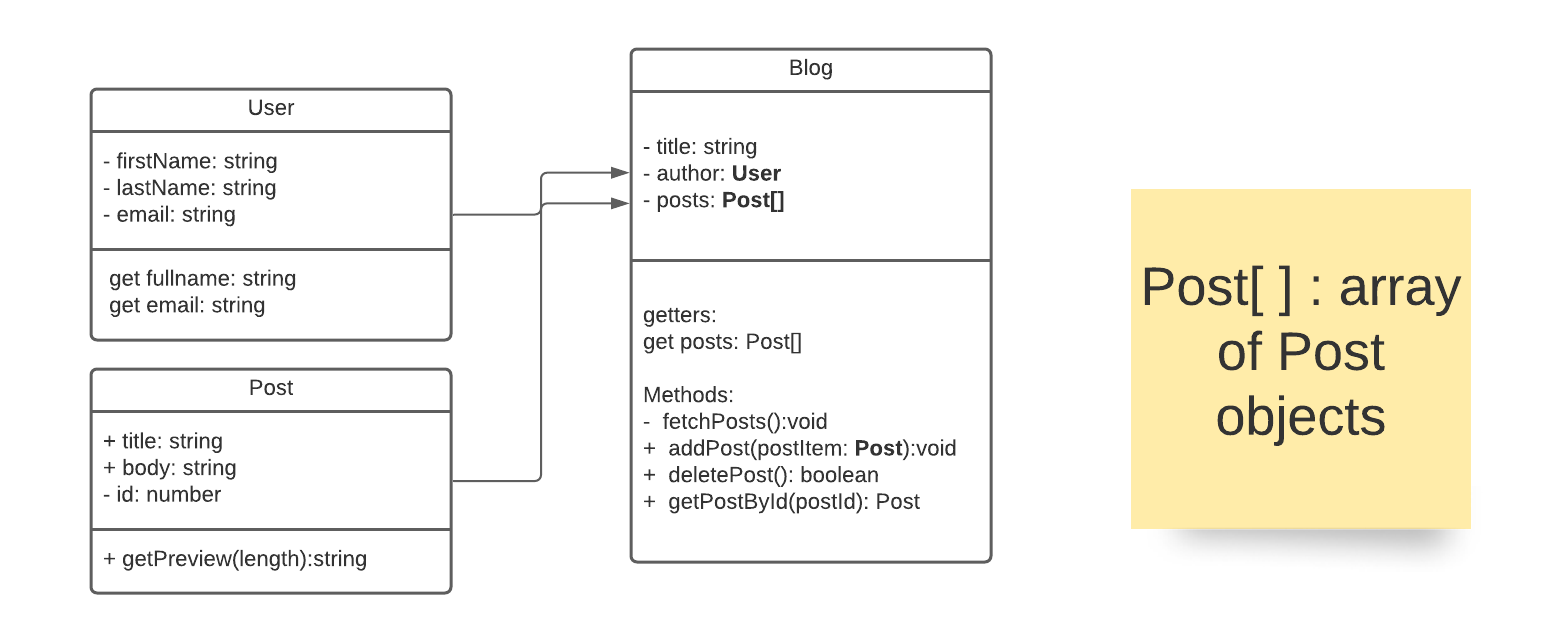 User
- firstName: string
- lastName: string
- email: string
get fullname: string
get email: string
Post
+ title: string
+ body: string
- id: number
+ getPreview(length):string
Blog
- title: string
- author: User
- posts: Post[]
getters:
get posts: Post[]
Methods:
- fetchPosts():void
+ addPost(postItem: Post):void
+ deletePost(): boolean
+ getPostById(postId): Post
Post[ ] : array
of Post
objects